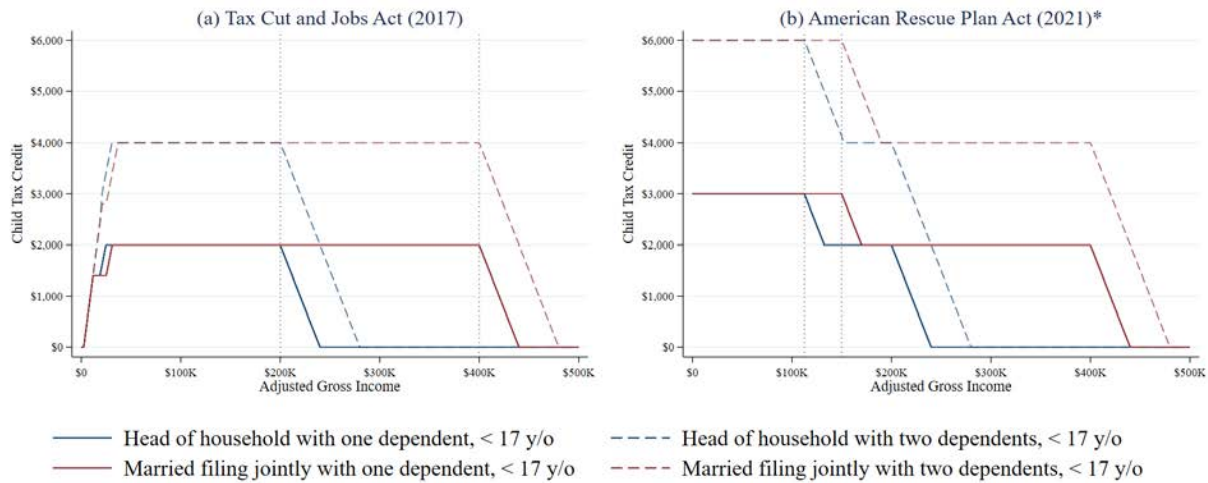 (a) Tax Cut and Jobs Act (2017)
Child Tax Credit
$6,000
$5,000
$4,000
$3,000
$2,000
$1,000
$0
$0 $100K $200K $300K $400K $500K
Adjusted Gross Income
(b) American Rescue Plan Act (2021)*
Child Tax Credit
$6,000
$5,000
$4,000
$3,000
$2,000
$1,000
$0
$0 $100K $200K $300K $400K $500K
Adjusted Gross Income
Head of household with one dependent, < 17 y/o
Head of household with two dependents, < 17 y/o
Married filing jointly with one dependent, < 17 y/o
Married filing jointly with two dependents, < 17 y/o